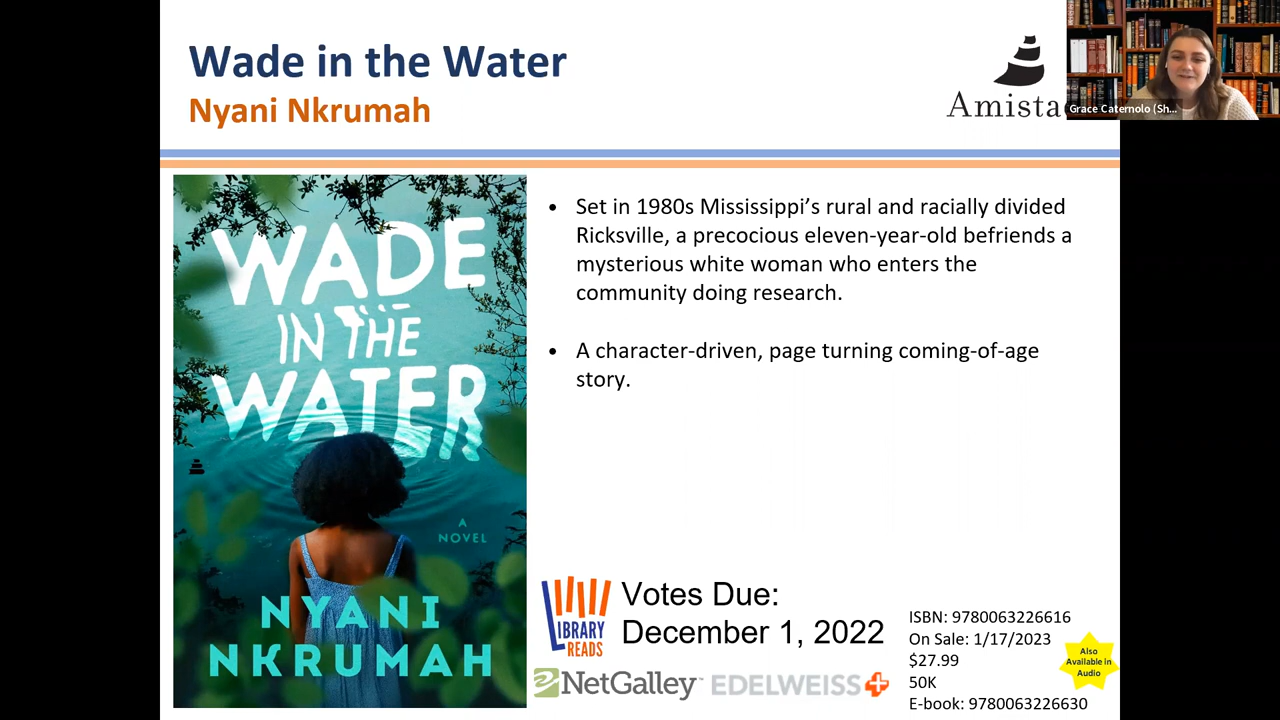 Wade in the Water
Nyani Nkrumah
Amista
Grace Caternolo (Sh...
WADE
IN THE
WATER
A
NOVEL
NYANI
NKRUMAH
• Set in 1980s Mississippi’s rural and racially divided
Ricksville, a precocious eleven-year-old befriends a
mysterious white woman who enters the
community doing research.
• A character-driven, page turning coming-of-age
story.
LIBRARY
READS
Votes Due:
December 1, 2022
NetGalley™
EDELWEISS+
ISBN: 9780063226616
On Sale: 1/17/2023
$27.99
50K
E-book: 9780063226630
Also
Available in
Audio